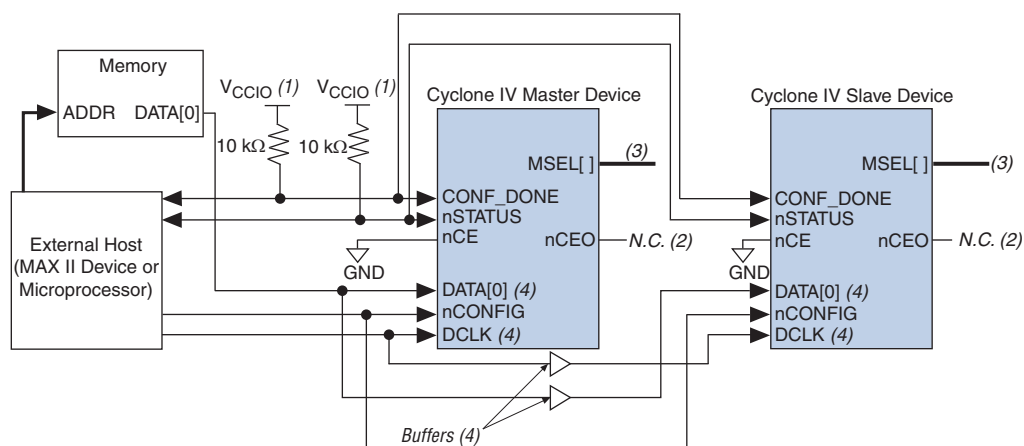 Memory
ADDR DATA[0]
VCCIO (1) VCCIO (1)
10 kΩ 10 kΩ
Cyclone IV Master Device
MSEL[ ] (3)
CONF_DONE
nSTATUS
nCE nCEO N.C. (2)
GND
DATA[0] (4)
nCONFIG
DCLK (4)
Cyclone IV Slave Device
MSEL[ ] (3)
CONF_DONE
nSTATUS
nCE nCEO N.C. (2)
GND
DATA[0] (4)
nCONFIG
DCLK (4)
External Host
(MAX II Device or
Microprocessor)
Buffers (4)